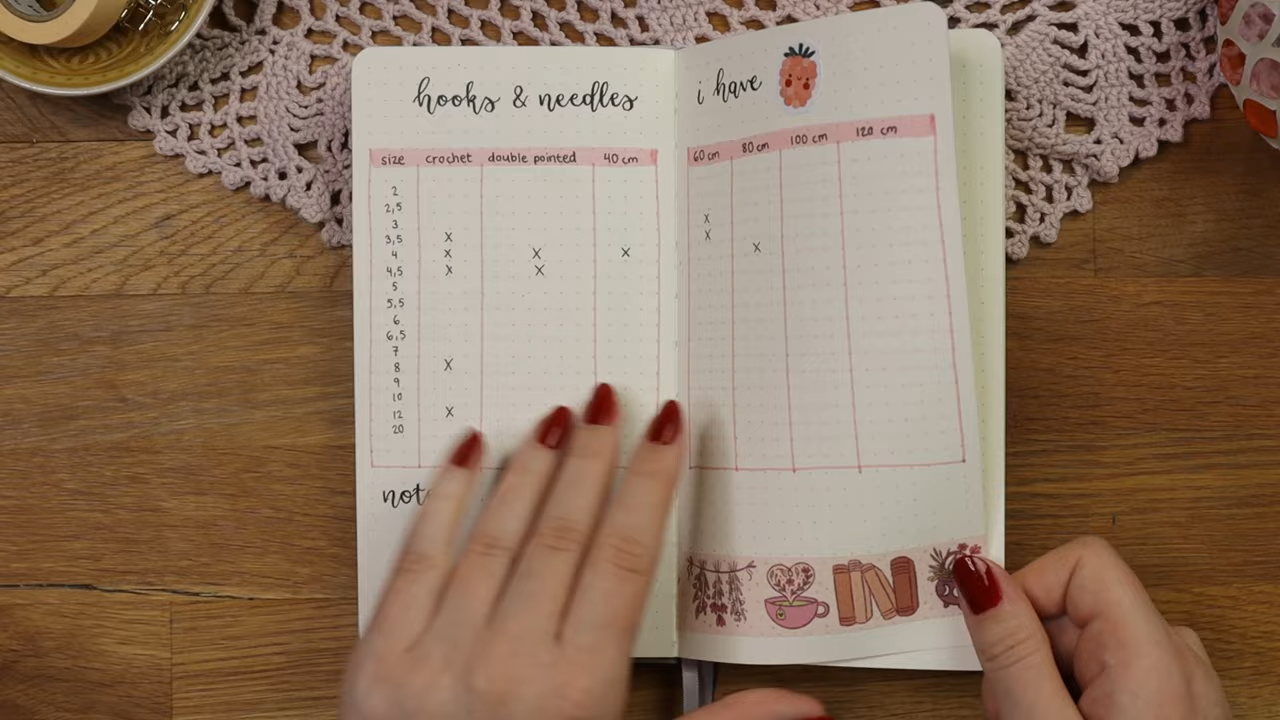 hooks & needles
size crochet double pointed 40 cm
2
2,5
3
3,5 X
4 X X X
4,5 X X
5
5,5
6
6,5
7
8 X
9
10
12 X
20
i have
60 cm 80 cm 100 cm 120 cm
X
X
X